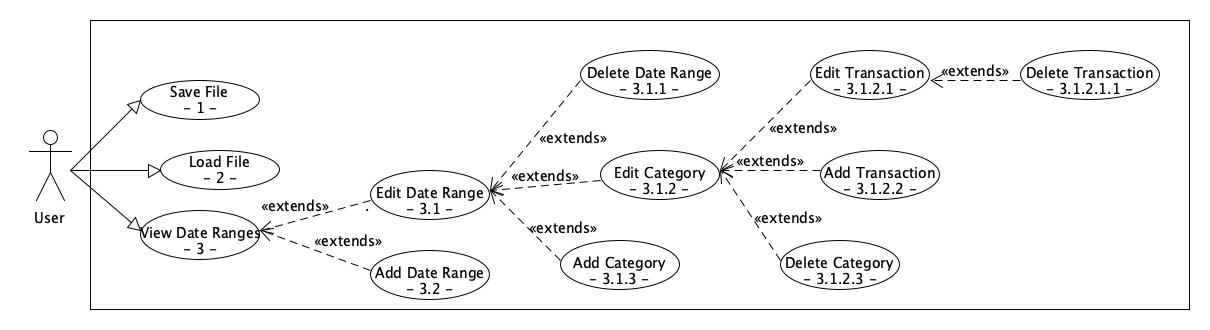 User
Save File
- 1 -
Load File
- 2 -
View Date Ranges
- 3 -
«extends»
«extends»
Edit Date Range
- 3.1 -
Add Date Range
- 3.2 -
«extends»
«extends»
«extends»
Delete Date Range
- 3.1.1 -
Edit Category
- 3.1.2 -
Add Category
- 3.1.3 -
«extends»
«extends»
«extends»
Edit Transaction
- 3.1.2.1 -
Add Transaction
- 3.1.2.2 -
Delete Category
- 3.1.2.3 -
«extends»
Delete Transaction
- 3.1.2.1.1 -